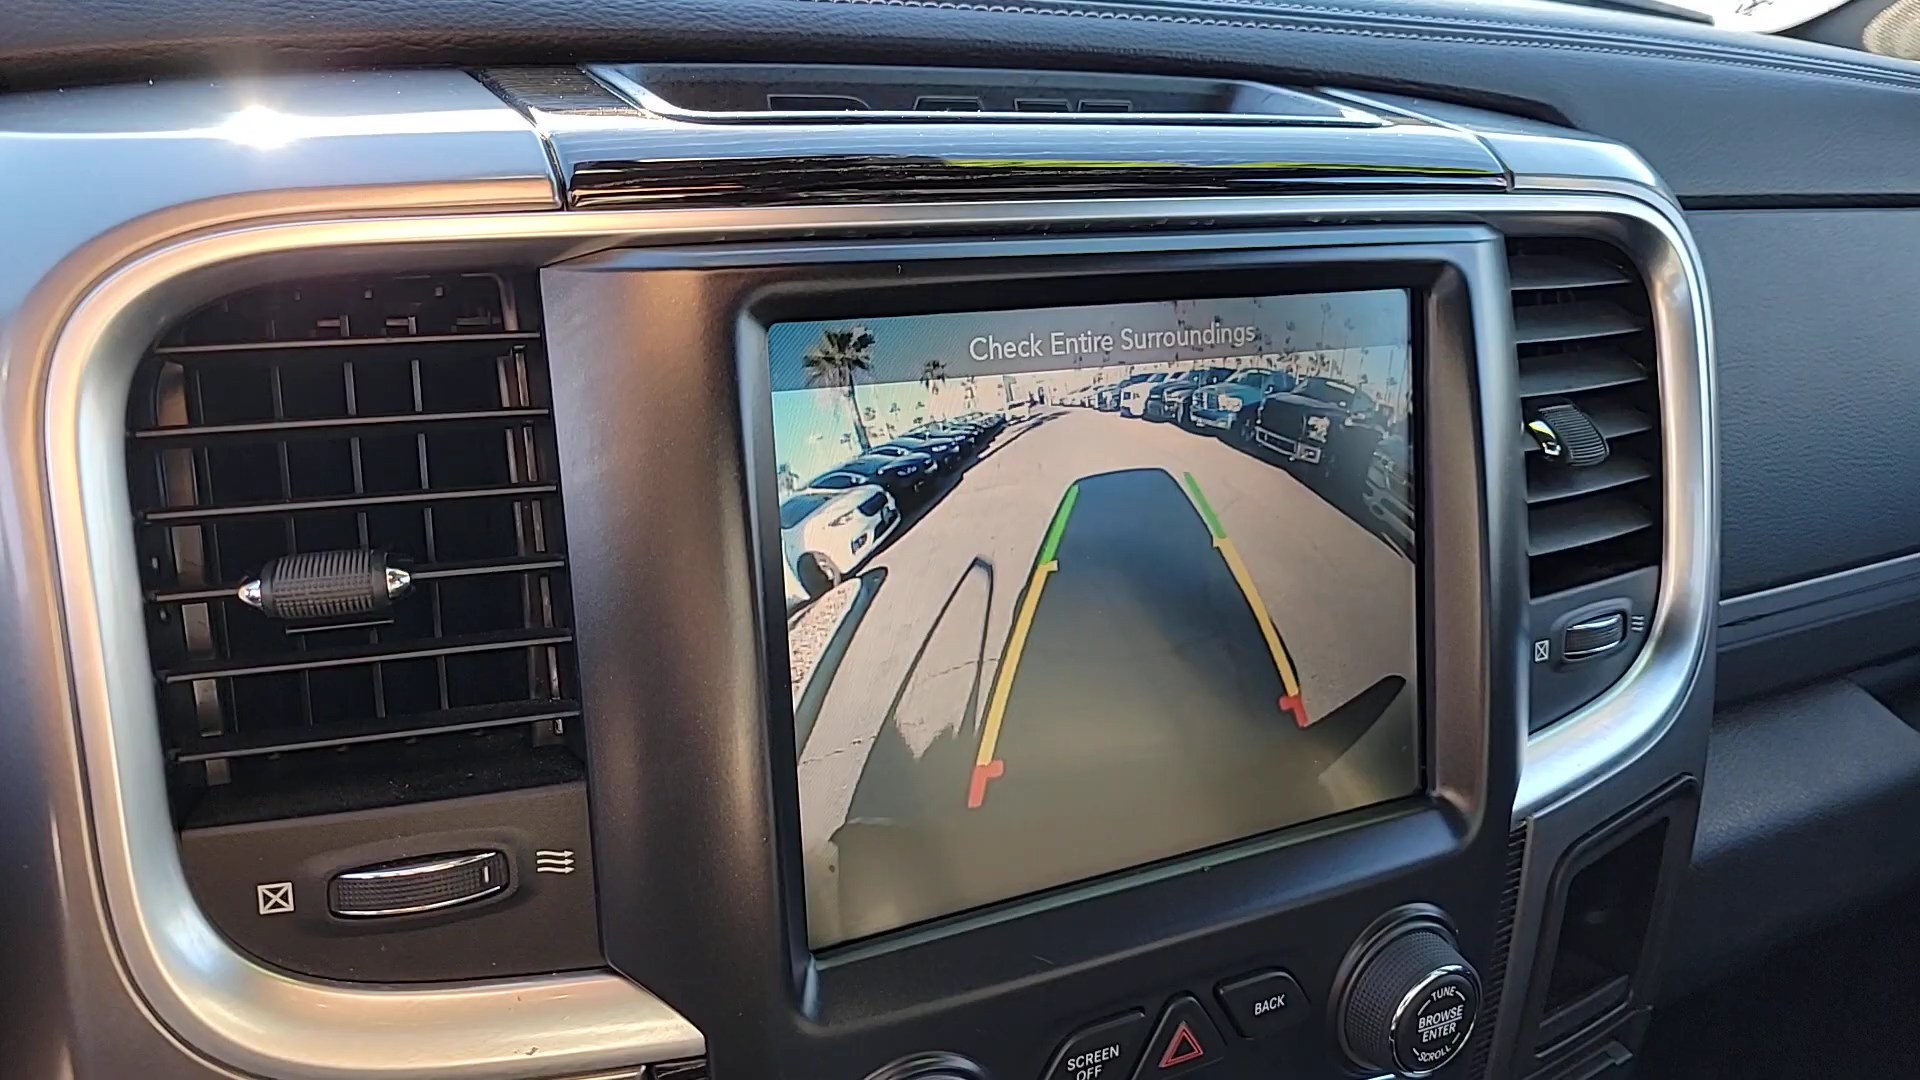 Check Entire Surroundings
SCREEN
OFF
BACK
TUNE
BROWSE
ENTER
SCROLL